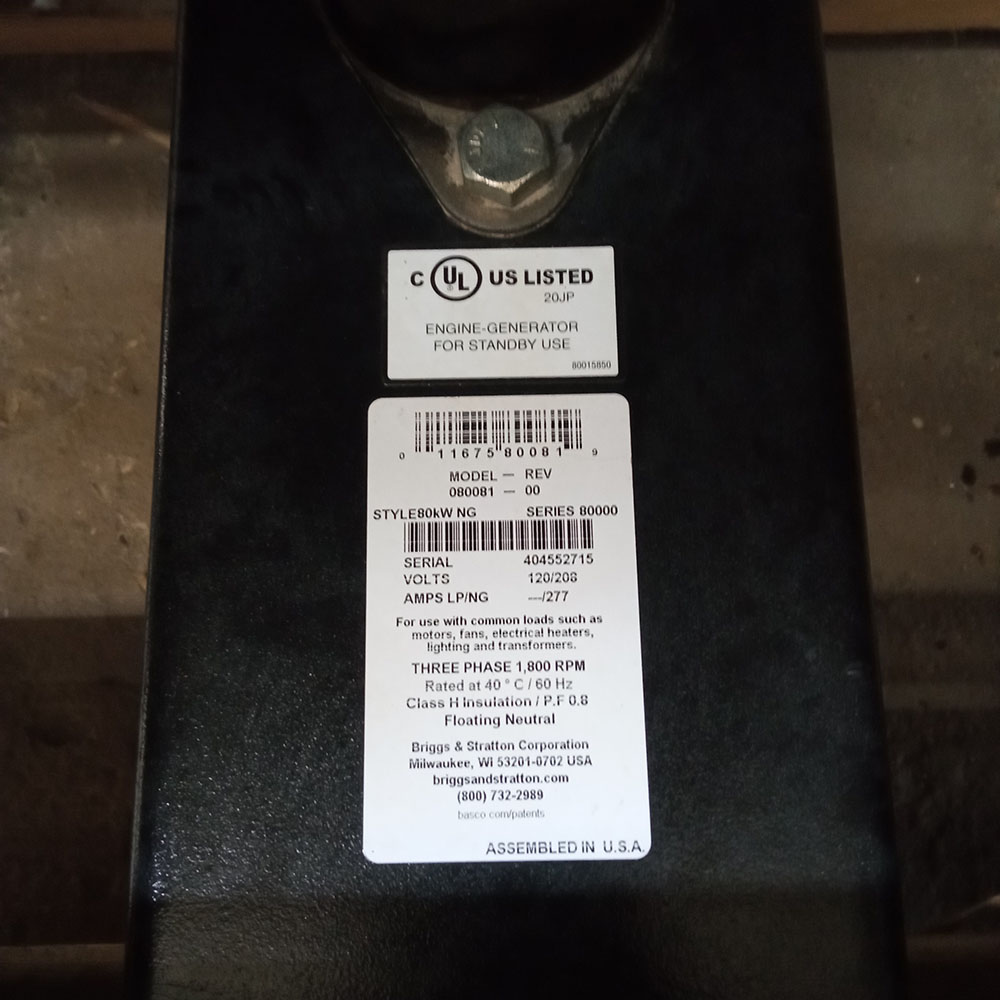 C UL US LISTED
20JP
ENGINE-GENERATOR
FOR STANDBY USE
80015850
0 11675 80081 9
MODEL — REV
080081 — 00
STYLE80kW NG SERIES 80000
SERIAL 404552715
VOLTS 120/208
AMPS LP/NG —/277
For use with common loads such as
motors, fans, electrical heaters,
lighting and transformers.
THREE PHASE 1,800 RPM
Rated at 40 ° C / 60 Hz
Class H Insulation / P.F 0.8
Floating Neutral
Briggs & Stratton Corporation
Milwaukee, WI 53201-0702 USA
briggsandstratton.com
(800) 732-2989
basco.com/patents
ASSEMBLED IN U.S.A.